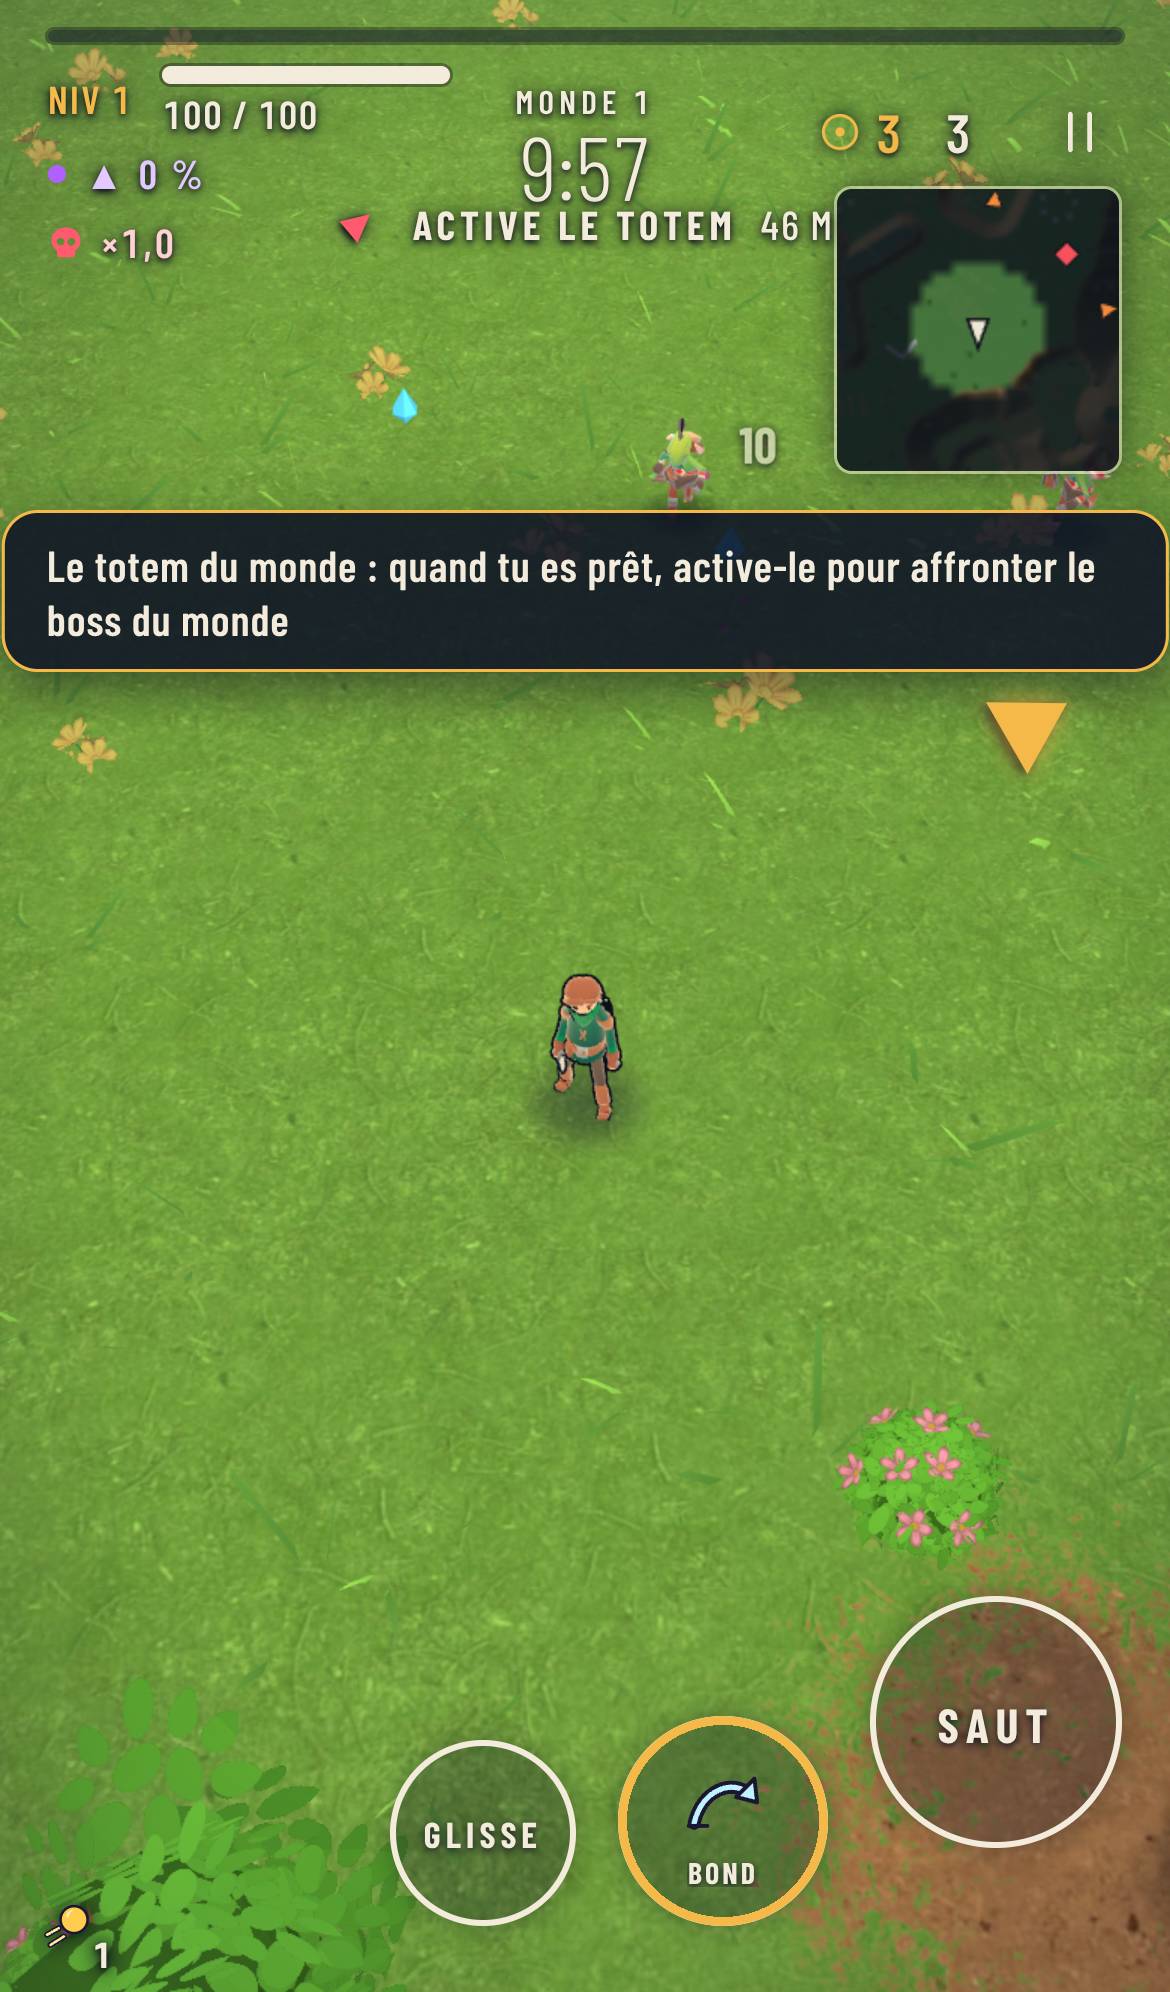 NIV 1
100 / 100
MONDE 1
9:57
3 3
0 %
×1,0
ACTIVE LE TOTEM 46 M
10
Le totem du monde : quand tu es prêt, active-le pour affronter le
boss du monde
SAUT
GLISSE
BOND
1